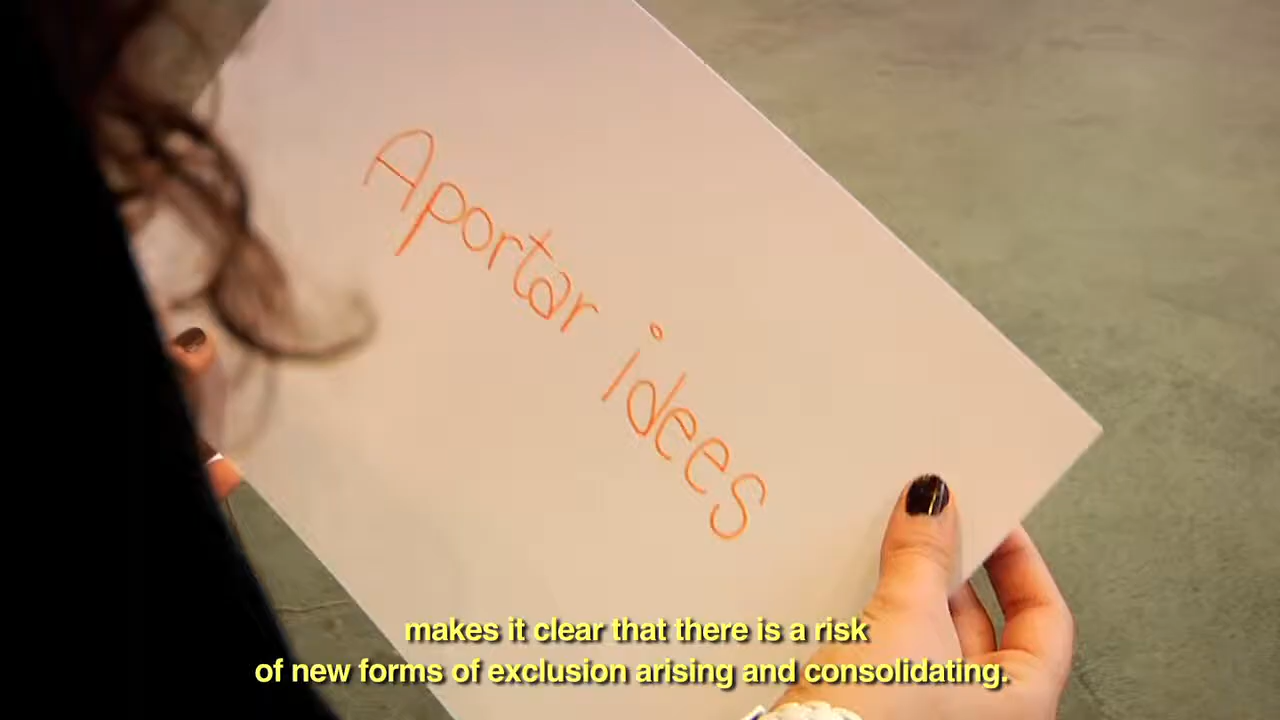 Aportar idees
makes it clear that there is a risk
of new forms of exclusion arising and consolidating.